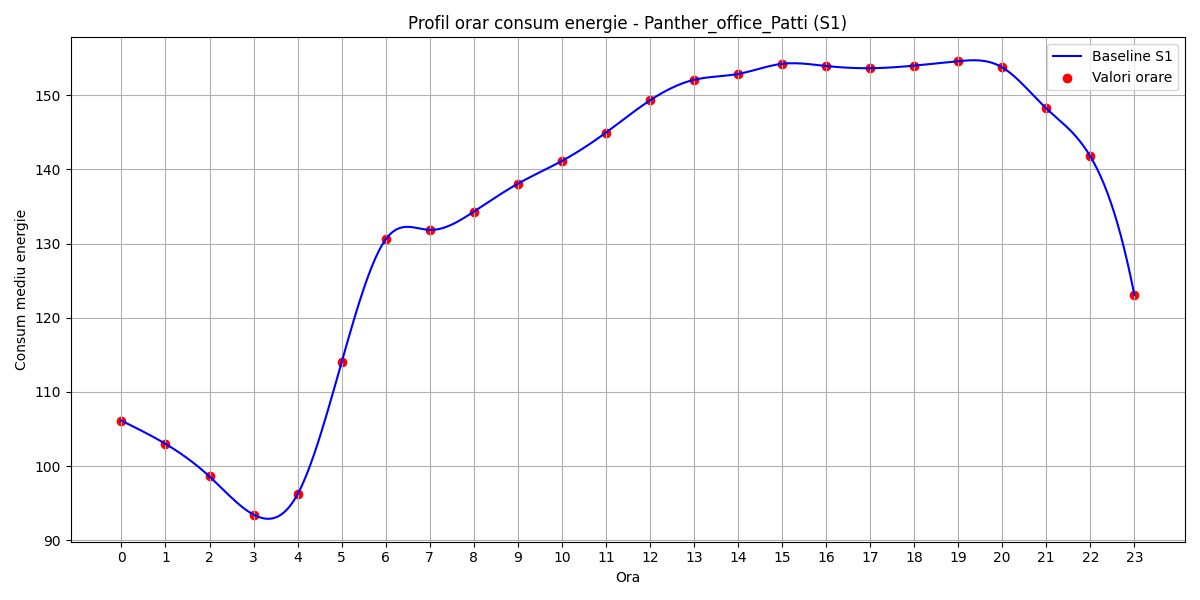 Profil orar consum energie - Panther_office_Patti (S1)
Baseline S1
Valori orare
Consum mediu energie
150
140
130
120
110
100
90
0 1 2 3 4 5 6 7 8 9 10 11 12 13 14 15 16 17 18 19 20 21 22 23
Ora